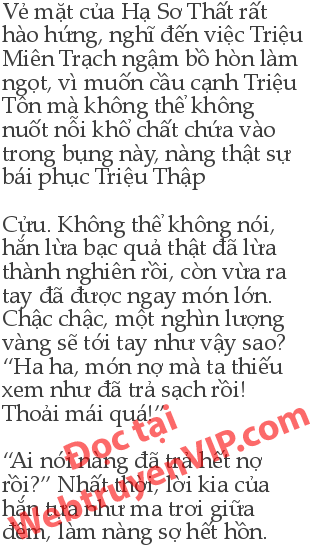 Vẻ mặt của Hạ Sơ Thất rất
hào hứng, nghĩ đến việc Triệu
Miên Trạch ngậm bồ hòn làm
ngọt, vì muốn cầu cạnh Triệu
Tôn mà không thể không
nuốt nỗi khổ chất chứa vào
trong bụng này, nàng thật sự
bái phục Triệu Thập
Cửu. Không thể không nói,
hắn lừa bạc quả thật đã lừa
thành nghiên rồi, còn vừa ra
tay đã được ngay món lớn.
Chậc chậc, một nghìn lượng
vàng sẽ tới tay như vậy sao?
“Ha ha, món nợ mà ta thiếu
xem như đã trả sạch rồi!
Thoải mái quá!”
“Ai nói nàng đã trả hết nợ
rồi?” Nhất thời, lời kia của
hắn tựa như ma trơi giữa
đêm, làm nàng sợ hết hồn.
Đọc tại
WebtruyenVIP.com